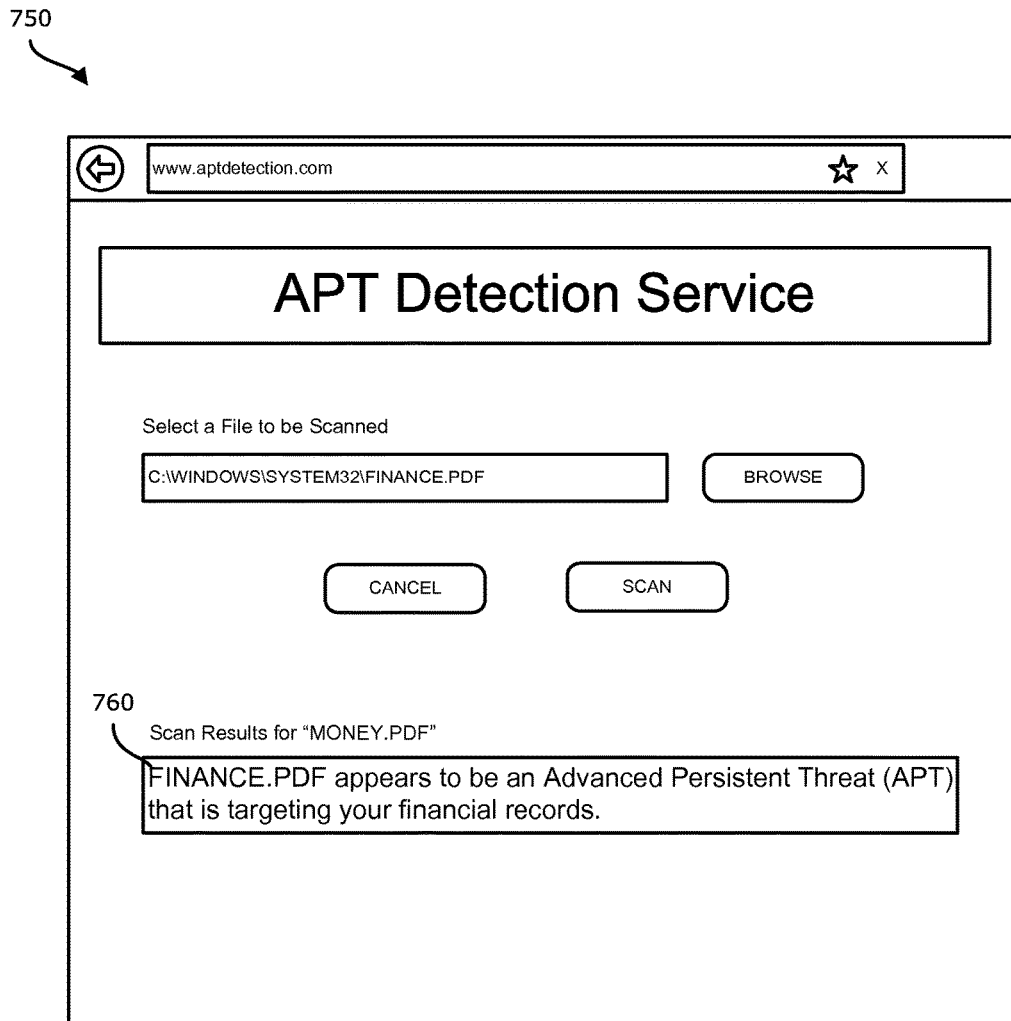 750
www.aptdetection.com X
APT Detection Service
Select a File to be Scanned
C:\WINDOWS\SYSTEM32\FINANCE.PDF BROWSE
CANCEL SCAN
760
Scan Results for “MONEY.PDF”
FINANCE.PDF appears to be an Advanced Persistent Threat (APT)
that is targeting your financial records.